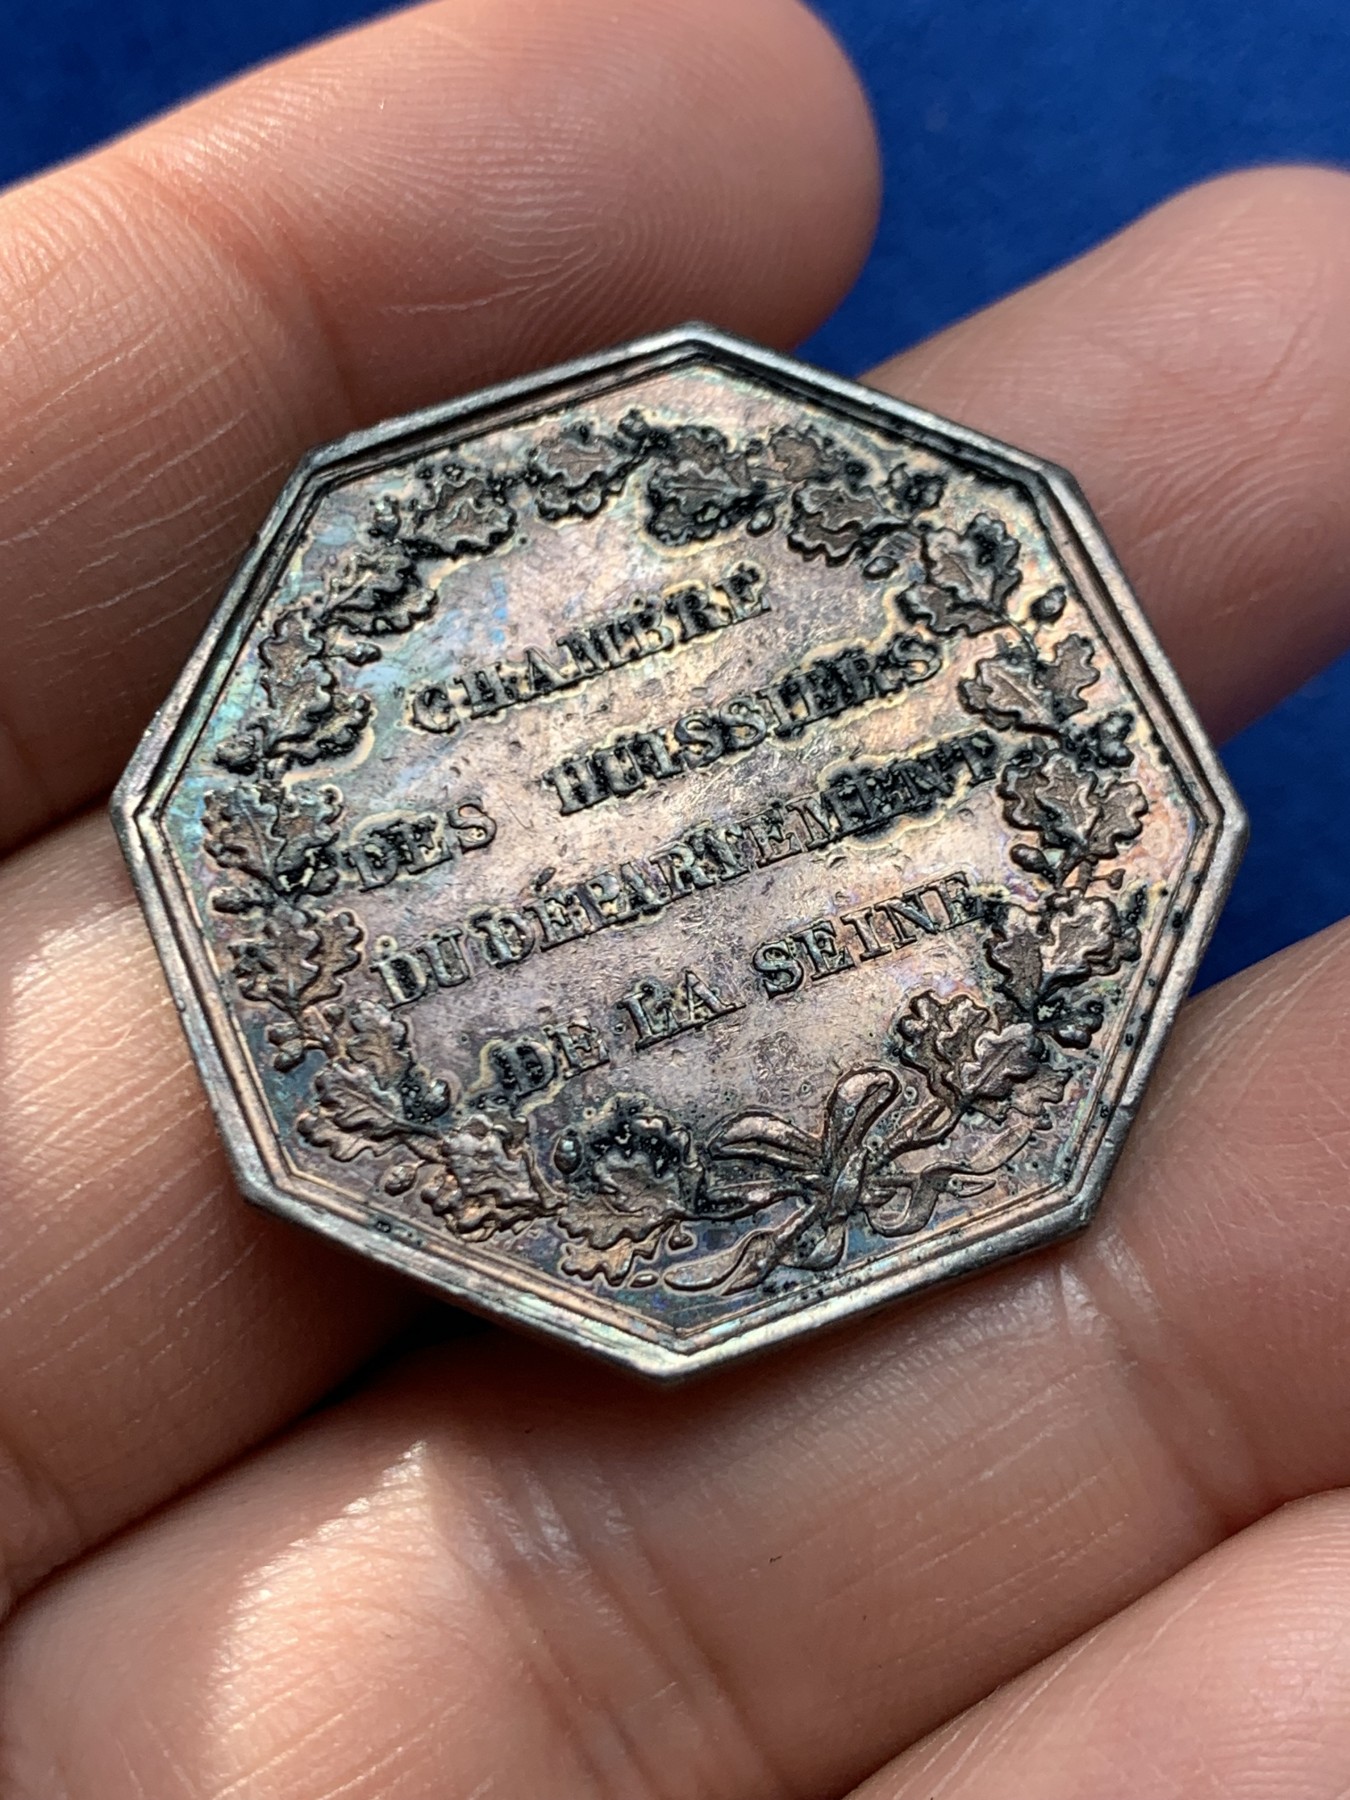 CHAMBRE
DES HUISSIERS
DU DÉPARTEMENT
DE LA SEINE